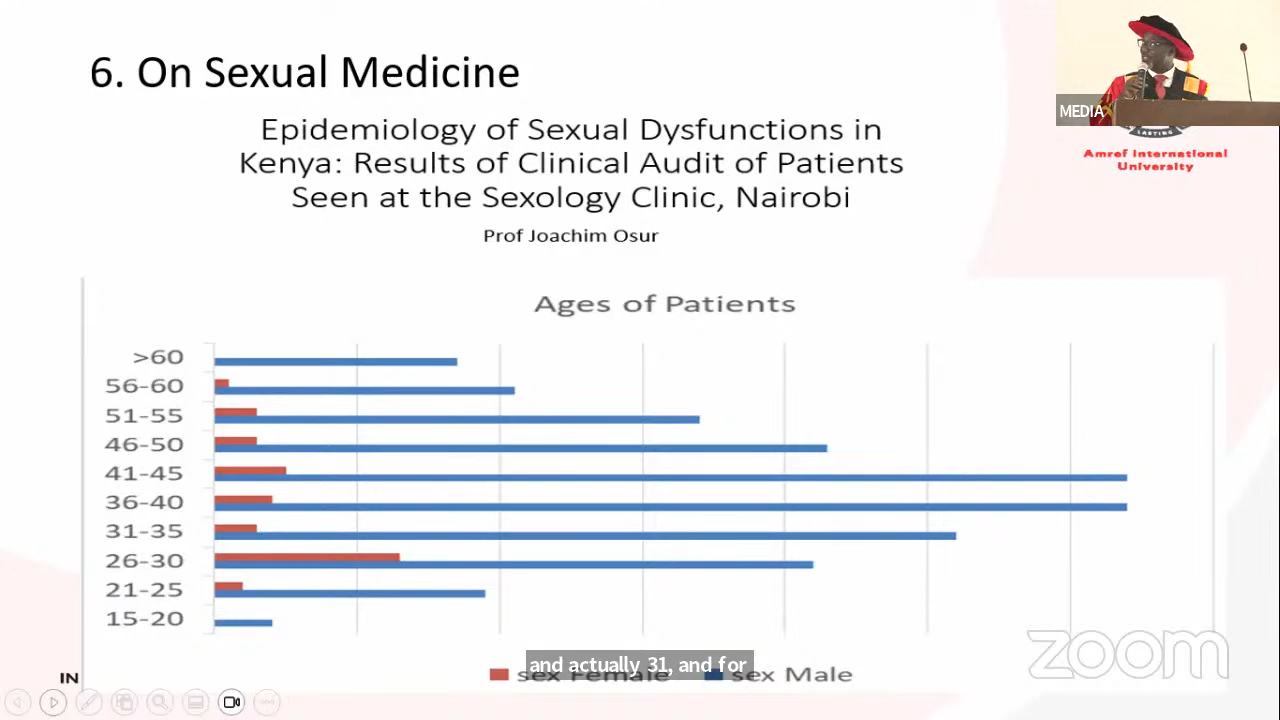 6. On Sexual Medicine
Epidemiology of Sexual Dysfunctions in
Kenya: Results of Clinical Audit of Patients
Seen at the Sexology Clinic, Nairobi
Prof Joachim Osur
MEDIA
LASTING
Amref International
University
Ages of Patients
>60
56-60
51-55
46-50
41-45
36-40
31-35
26-30
21-25
15-20
and actually 31, and for
sex Female
sex Male
IN
zoom